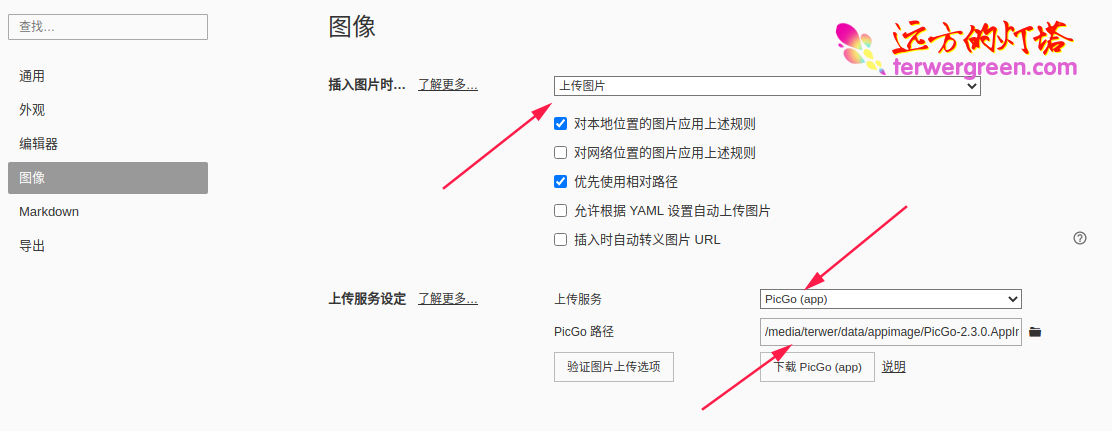 查找…
通用
外观
编辑器
图像
Markdown
导出
图像
远方的灯塔
terwergreen.com
插入图片时… 了解更多… 上传图片
对本地位置的图片应用上述规则
对网络位置的图片应用上述规则
优先使用相对路径
允许根据 YAML 设置自动上传图片
插入时自动转义图片 URL
上传服务设定 了解更多… 上传服务 PicGo (app)
PicGo 路径 /media/terwer/data/appimage/PicGo-2.3.0.AppIr
验证图片上传选项 下载 PicGo (app) 说明